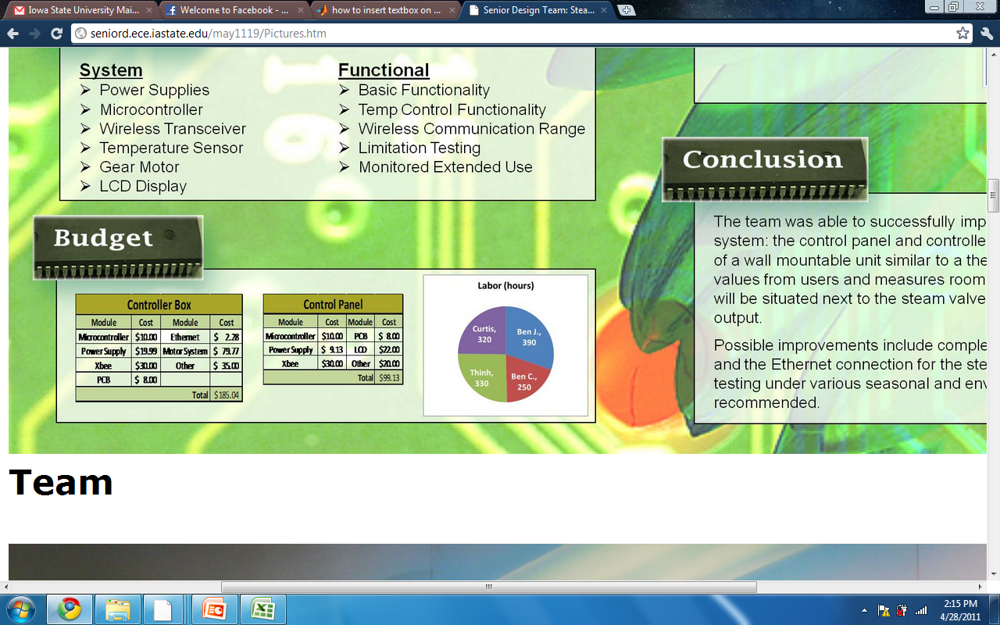 Iowa State University Mai...
Welcome to Facebook - ...
how to insert textbox on ...
Senior Design Team: Stea...
seniord.ece.iastate.edu/may1119/Pictures.htm
System
➢ Power Supplies
➢ Microcontroller
➢ Wireless Transceiver
➢ Temperature Sensor
➢ Gear Motor
➢ LCD Display
Functional
➢ Basic Functionality
➢ Temp Control Functionality
➢ Wireless Communication Range
➢ Limitation Testing
➢ Monitored Extended Use
Budget
Controller Box
Module Cost Module Cost
Microcontroller $10.00 Ethernet $ 2.28
Power Supply $19.99 Motor System $ 79.77
Xbee $30.00 Other $ 35.00
PCB $ 8.00
Total $185.04
Control Panel
Module Cost Module Cost
Microcontroller $10.00 PCB $ 8.00
Power Supply $ 9.13 LCD $22.00
Xbee $30.00 Other $20.00
Total $99.13
Labor (hours)
Curtis,
320
Ben J.,
390
Thinh,
330
Ben C.,
250
Conclusion
The team was able to successfully imp
system: the control panel and controlle
of a wall mountable unit similar to a the
values from users and measures room
will be situated next to the steam valve
output.
Possible improvements include comple
and the Ethernet connection for the ste
testing under various seasonal and env
recommended.
Team
2:15 PM
4/28/2011